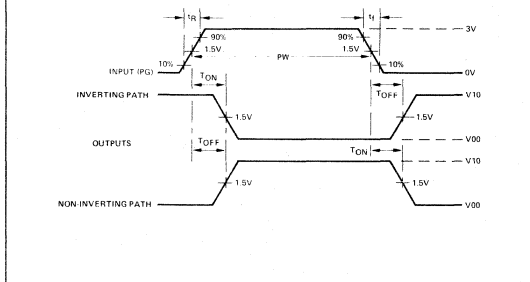 tR
tf
3V
90%
90%
1.5V
1.5V
PW
10%
10%
INPUT (PG)
0V
TON
TOFF
INVERTING PATH
V10
1.5V
1.5V
OUTPUTS
V00
TOFF
TON
V10
1.5V
1.5V
NON-INVERTING PATH
V00